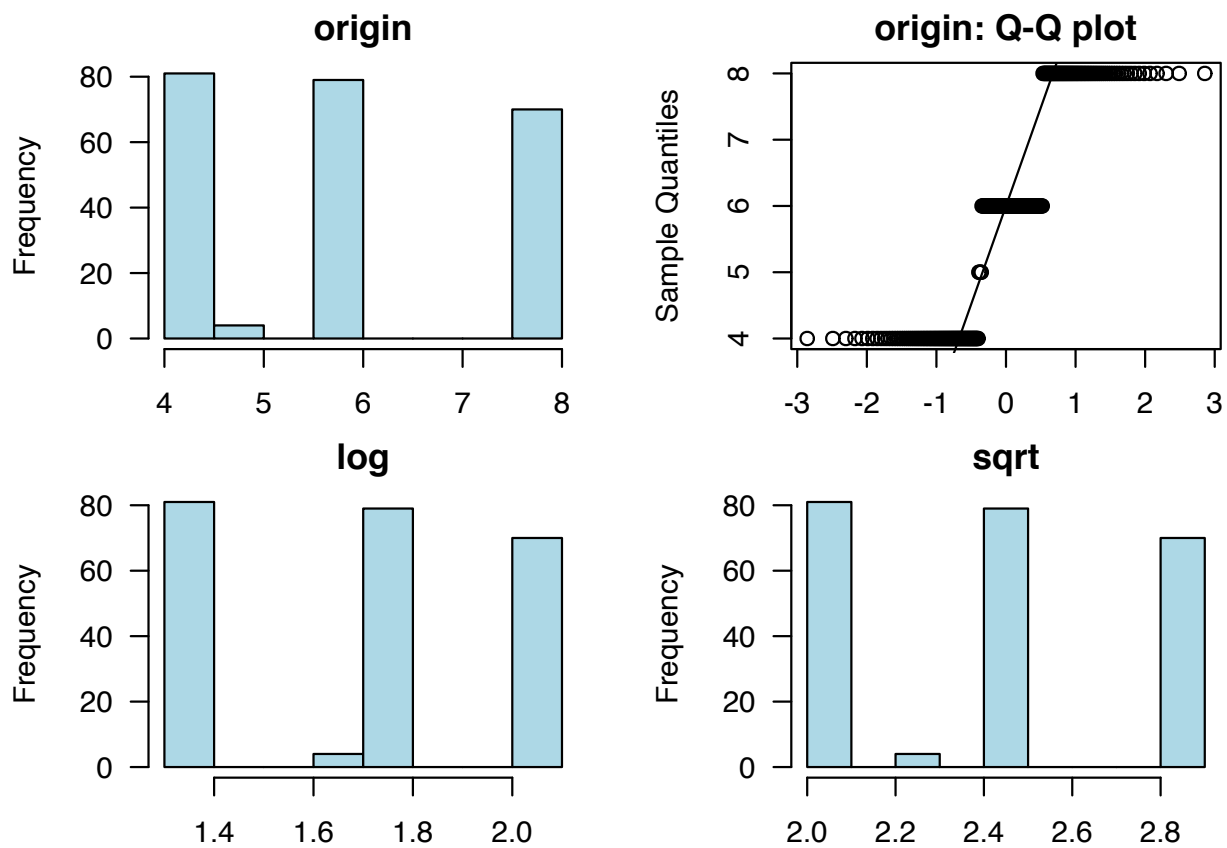 origin
Frequency
0 20 40 60 80
4 5 6 7 8
origin: Q-Q plot
Sample Quantiles
4 5 6 7 8
-3 -2 -1 0 1 2 3
log
Frequency
0 20 40 60 80
1.4 1.6 1.8 2.0
sqrt
Frequency
0 20 40 60 80
2.0 2.2 2.4 2.6 2.8